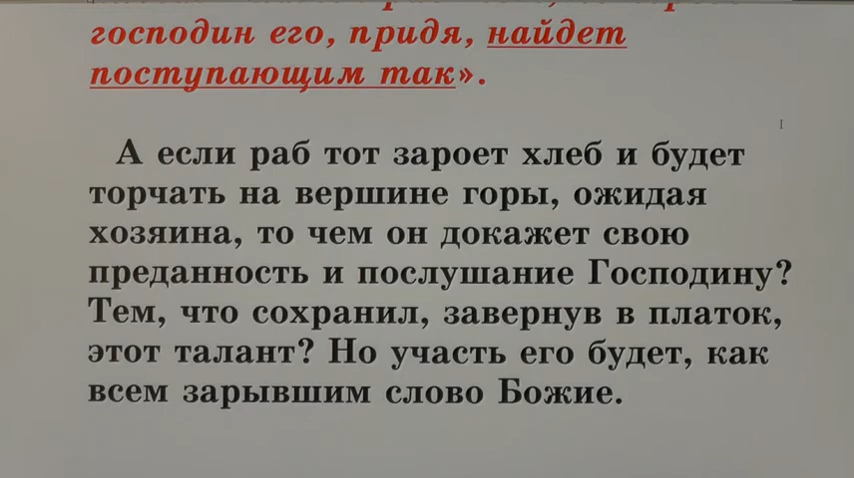 господин его, придя, найдет
поступающим так».
А если раб тот зароет хлеб и будет
торчать на вершине горы, ожидая
хозяина, то чем он докажет свою
преданность и послушание Господину?
Тем, что сохранил, завернув в платок,
этот талант? Но участь его будет, как
всем зарывшим слово Божие.